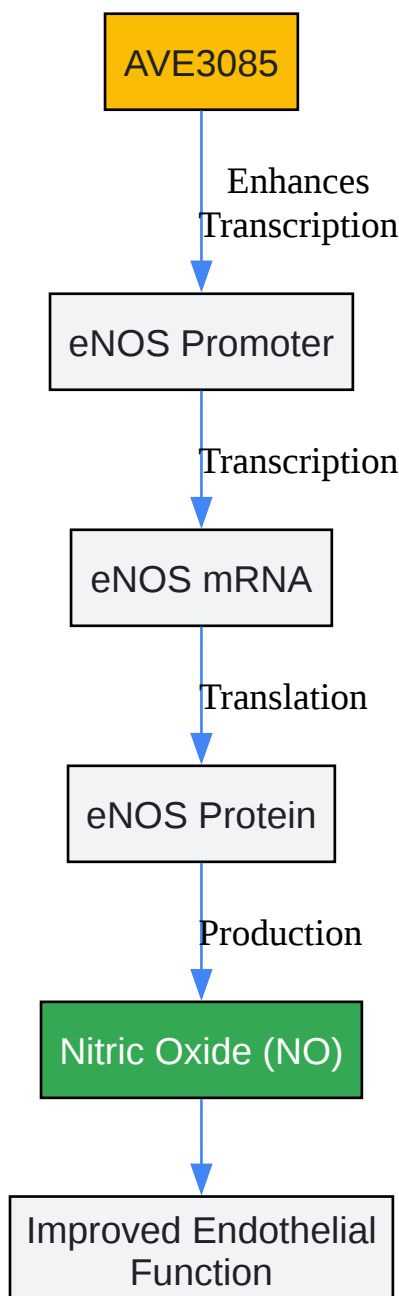 AVE3085
Enhances
Transcription
eNOS Promoter
Transcription
eNOS mRNA
Translation
eNOS Protein
Production
Nitric Oxide (NO)
Improved Endothelial
Function